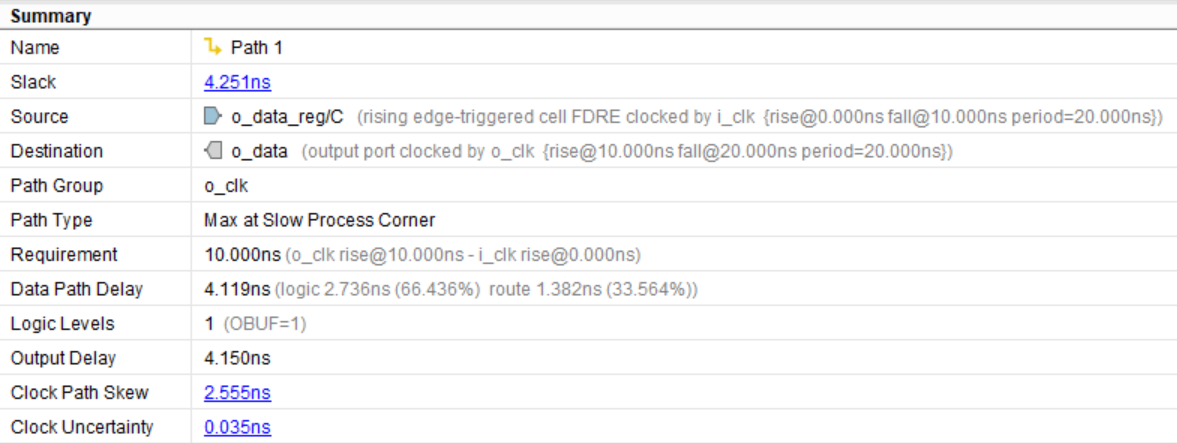 Summary
Name Path 1
Slack 4.251ns
Source o_data_reg/C (rising edge-triggered cell FDRE clocked by i_clk {rise@0.000ns fall@10.000ns period=20.000ns})
Destination o_data (output port clocked by o_clk {rise@10.000ns fall@20.000ns period=20.000ns})
Path Group o_clk
Path Type Max at Slow Process Corner
Requirement 10.000ns (o_clk rise@10.000ns - i_clk rise@0.000ns)
Data Path Delay 4.119ns (logic 2.736ns (66.436%) route 1.382ns (33.564%))
Logic Levels 1 (OBUF=1)
Output Delay 4.150ns
Clock Path Skew 2.555ns
Clock Uncertainty 0.035ns